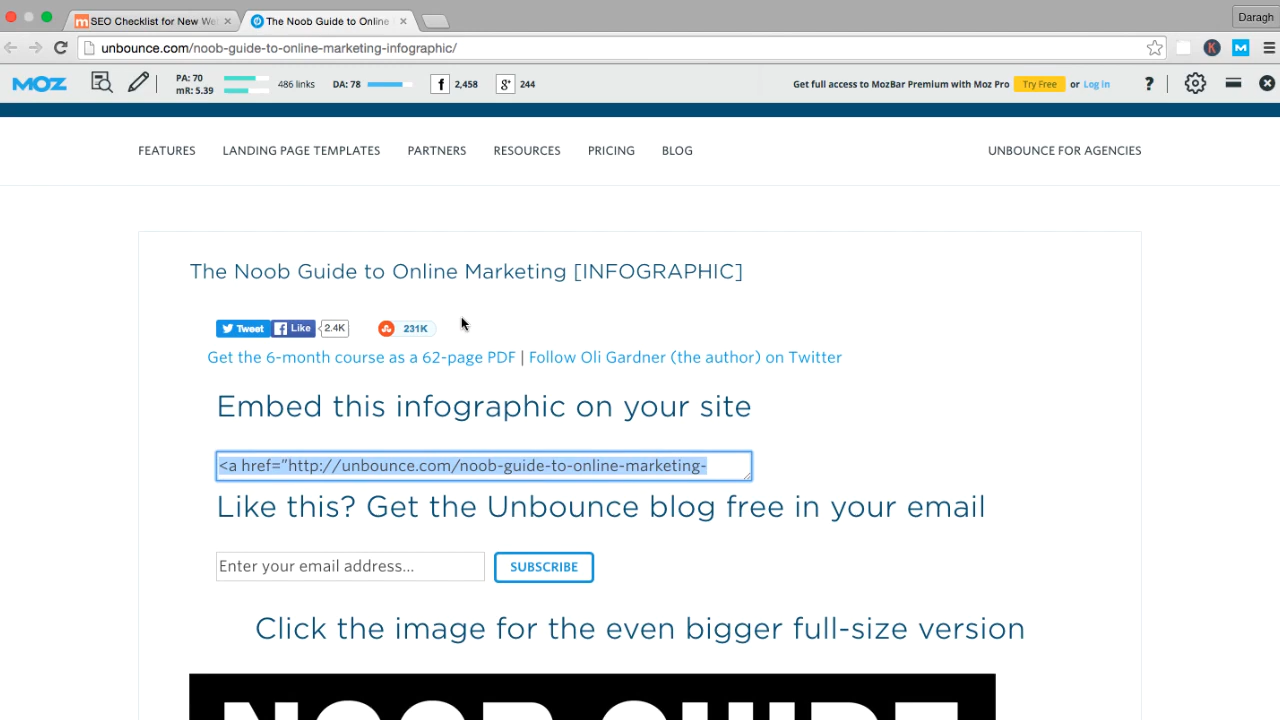 SEO Checklist for New We
The Noob Guide to Online
Daragh
unbounce.com/noob-guide-to-online-marketing-infographic/
K
M
MOZ
PA: 70
mR: 5.39
486 links
DA: 78
2,458
244
Get full access to MozBar Premium with Moz Pro
Try Free
or Log in
?
FEATURES
LANDING PAGE TEMPLATES
PARTNERS
RESOURCES
PRICING
BLOG
UNBOUNCE FOR AGENCIES
The Noob Guide to Online Marketing [INFOGRAPHIC]
Tweet
Like
2.4K
231K
Get the 6-month course as a 62-page PDF | Follow Oli Gardner (the author) on Twitter
Embed this infographic on your site
<a href="http://unbounce.com/noob-guide-to-online-marketing-
Like this? Get the Unbounce blog free in your email
Enter your email address...
SUBSCRIBE
Click the image for the even bigger full-size version
NOOB GUIDE